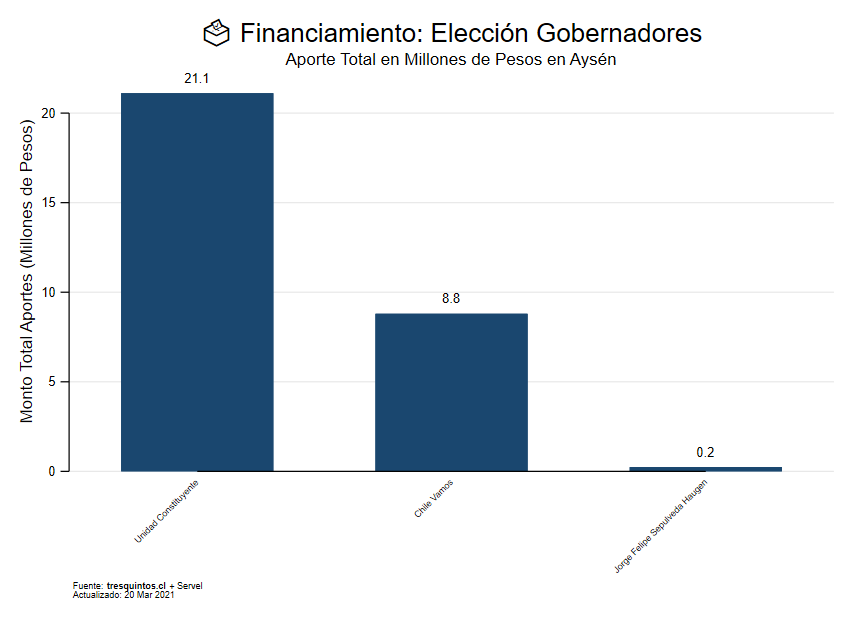 Financiamiento: Elección Gobernadores
Aporte Total en Millones de Pesos en Aysén
Monto Total Aportes (Millones de Pesos)
20
15
10
5
0
21.1
8.8
0.2
Unidad Constituyente
Chile Vamos
Jorge Felipe Sepulveda Haugen
Fuente: tresquintos.cl + Servel
Actualizado: 20 Mar 2021